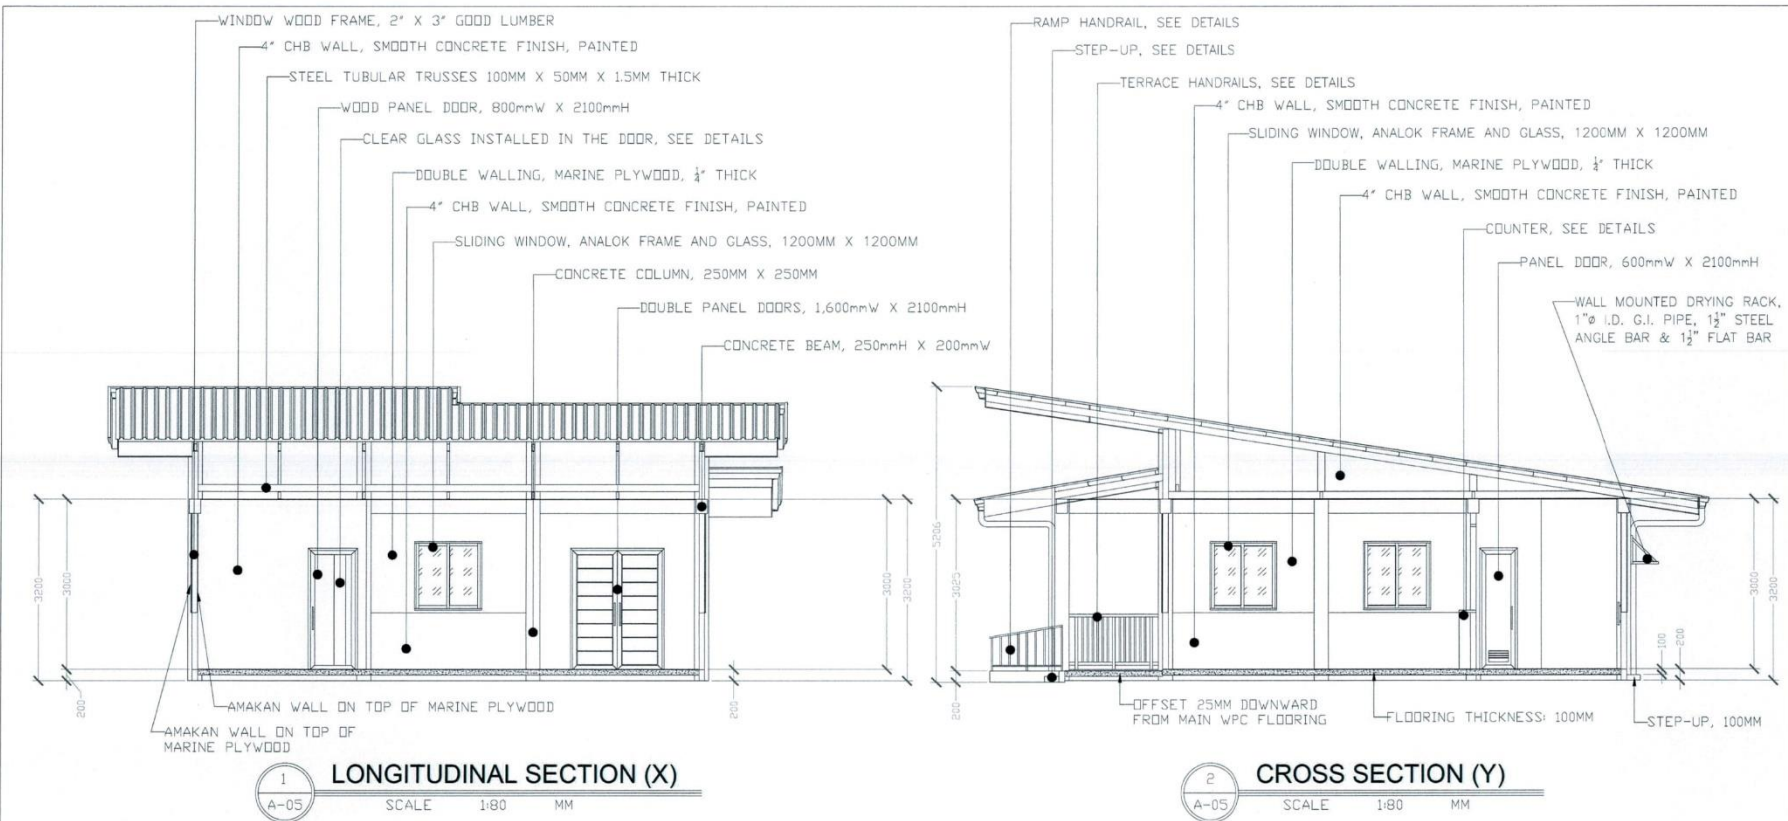 WINDOW WOOD FRAME, 2" X 3" GOOD LUMBER
4" CHB WALL, SMOOTH CONCRETE FINISH, PAINTED
STEEL TUBULAR TRUSSES 100MM X 50MM X 1.5MM THICK
WOOD PANEL DOOR, 800mmW X 2100mmH
CLEAR GLASS INSTALLED IN THE DOOR, SEE DETAILS
DOUBLE WALLING, MARINE PLYWOOD, ¼" THICK
4" CHB WALL, SMOOTH CONCRETE FINISH, PAINTED
SLIDING WINDOW, ANALOK FRAME AND GLASS, 1200MM X 1200MM
CONCRETE COLUMN, 250MM X 250MM
DOUBLE PANEL DOORS, 1,600mmW X 2100mmH
CONCRETE BEAM, 250mmH X 200mmW
3200
3000
200
3000
3200
200
AMAKAN WALL ON TOP OF MARINE PLYWOOD
AMAKAN WALL ON TOP OF
MARINE PLYWOOD
1
A-05
LONGITUDINAL SECTION (X)
SCALE 1:80 MM
RAMP HANDRAIL, SEE DETAILS
STEP-UP, SEE DETAILS
TERRACE HANDRAILS, SEE DETAILS
4" CHB WALL, SMOOTH CONCRETE FINISH, PAINTED
SLIDING WINDOW, ANALOK FRAME AND GLASS, 1200MM X 1200MM
DOUBLE WALLING, MARINE PLYWOOD, ¼" THICK
4" CHB WALL, SMOOTH CONCRETE FINISH, PAINTED
COUNTER, SEE DETAILS
PANEL DOOR, 600mmW X 2100mmH
WALL MOUNTED DRYING RACK,
1"ø I.D. G.I. PIPE, 1½" STEEL
ANGLE BAR & 1½" FLAT BAR
5206
3025
200
100
200
3000
3200
OFFSET 25MM DOWNWARD
FROM MAIN WPC FLOORING
FLOORING THICKNESS: 100MM
STEP-UP, 100MM
2
A-05
CROSS SECTION (Y)
SCALE 1:80 MM